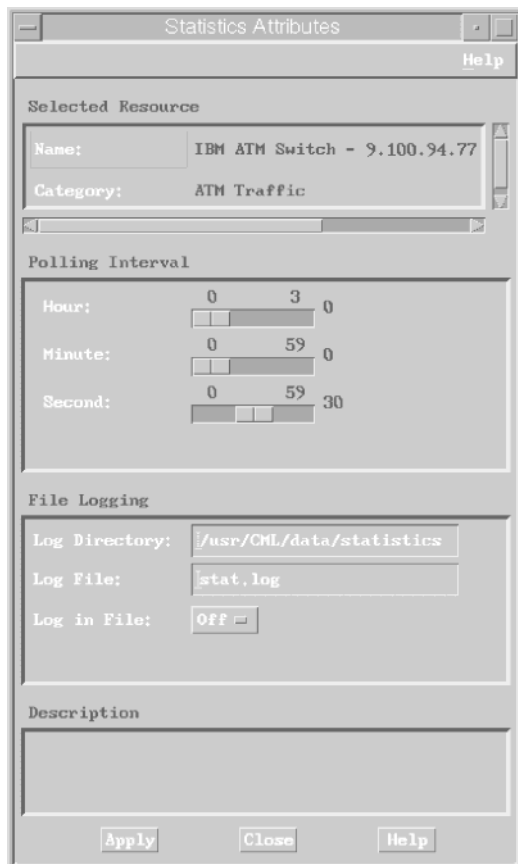 Statistics Attributes
Help
Selected Resource
Name: IBM ATM Switch - 9.100.94.77
Category: ATM Traffic
Polling Interval
0 3
Hour: 0
0 59
Minute: 0
0 59
Second: 30
File Logging
Log Directory: /usr/CML/data/statistics
Log File: stat.log
Log in File: Off
Description
Apply Close Help